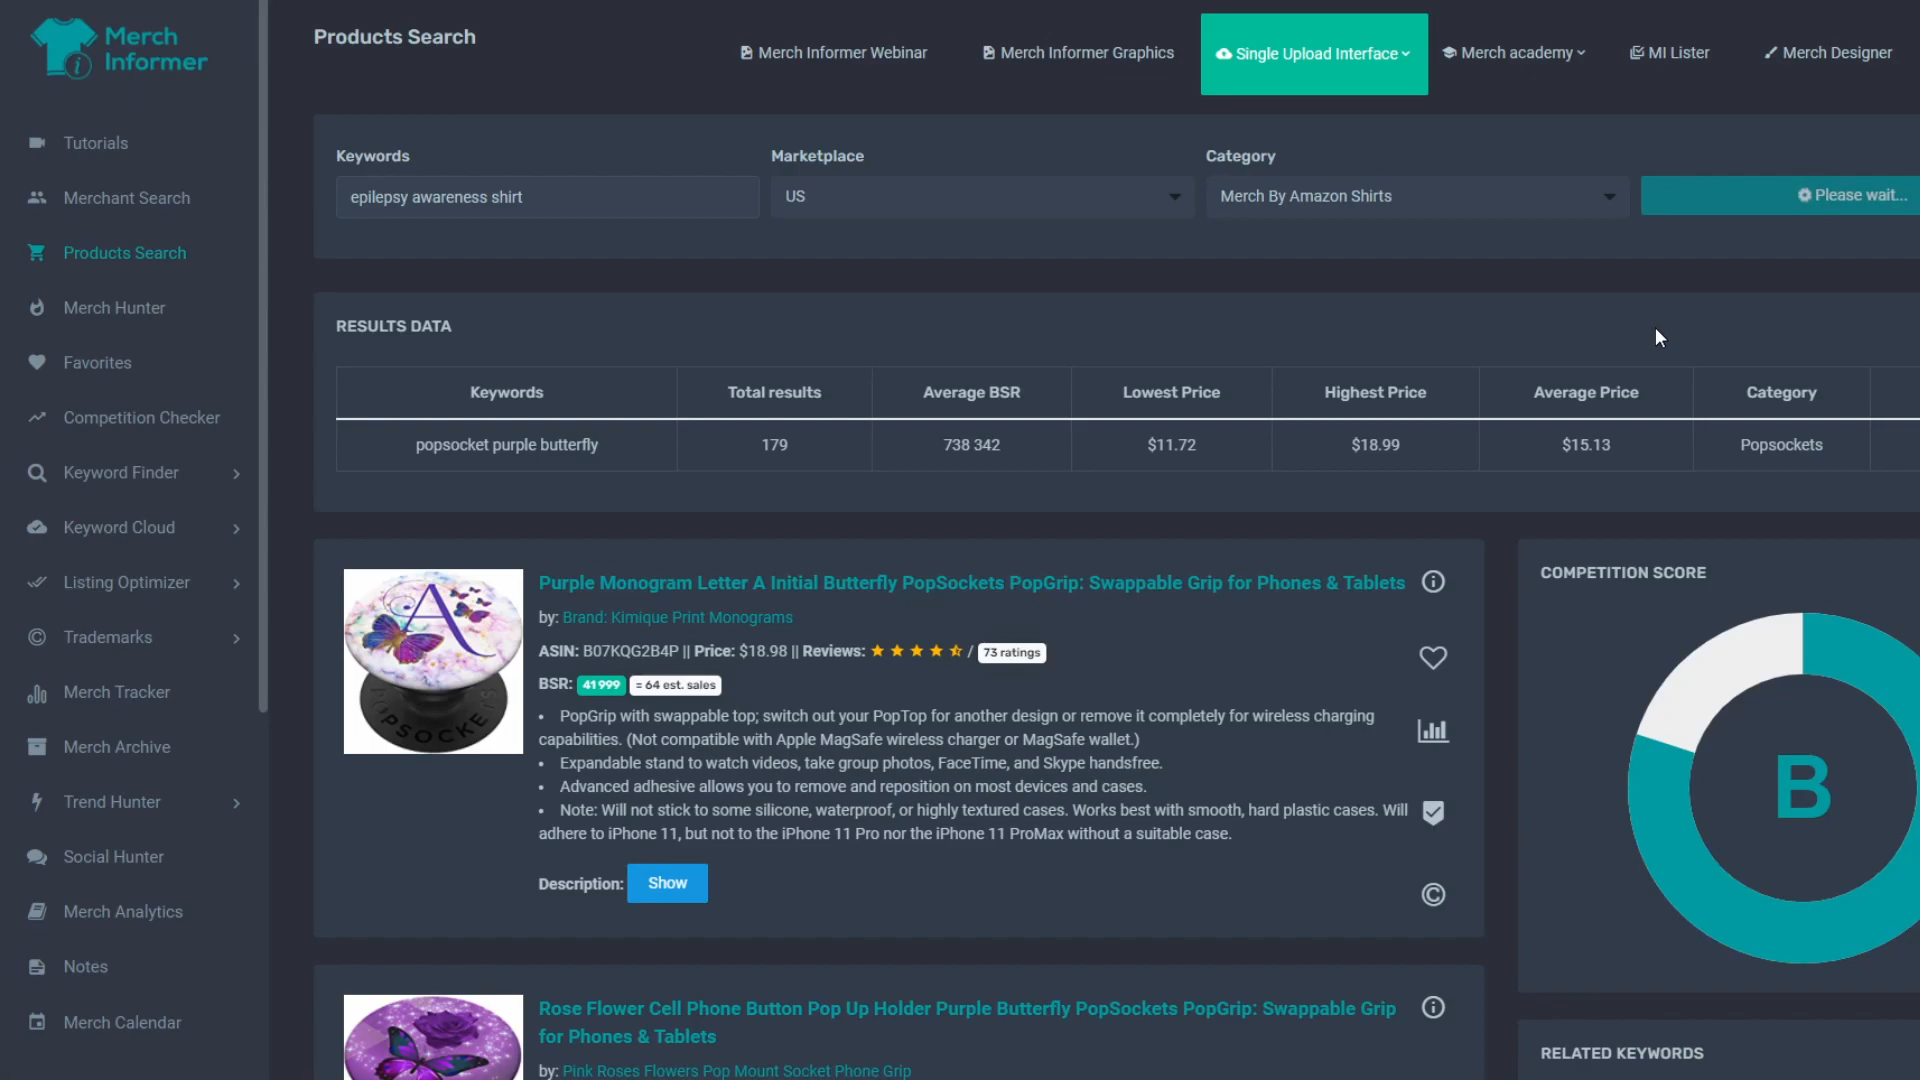 Merch
Informer
Products Search
Merch Informer Webinar
Merch Informer Graphics
Single Upload Interface
Merch academy
MI Lister
Merch Designer
Tutorials
Merchant Search
Products Search
Merch Hunter
Favorites
Competition Checker
Keyword Finder
Keyword Cloud
Listing Optimizer
Trademarks
Merch Tracker
Merch Archive
Trend Hunter
Social Hunter
Merch Analytics
Notes
Merch Calendar
Keywords
Marketplace
Category
epilepsy awareness shirt
US
Merch By Amazon Shirts
Please wait...
RESULTS DATA
Keywords Total results Average BSR Lowest Price Highest Price Average Price Category
popsocket purple butterfly 179 738 342 $11.72 $18.99 $15.13 Popsockets
A
POPSOCKETS
Purple Monogram Letter A Initial Butterfly PopSockets PopGrip: Swappable Grip for Phones & Tablets
by: Brand: Kimique Print Monograms
ASIN: B07KQG2B4P || Price: $18.98 || Reviews: / 73 ratings
BSR: 41 999 = 64 est. sales
• PopGrip with swappable top; switch out your PopTop for another design or remove it completely for wireless charging
capabilities. (Not compatible with Apple MagSafe wireless charger or MagSafe wallet.)
• Expandable stand to watch videos, take group photos, FaceTime, and Skype handsfree.
• Advanced adhesive allows you to remove and reposition on most devices and cases.
• Note: Will not stick to some silicone, waterproof, or highly textured cases. Works best with smooth, hard plastic cases. Will
adhere to iPhone 11, but not to the iPhone 11 Pro nor the iPhone 11 ProMax without a suitable case.
Description: Show
COMPETITION SCORE
B
Rose Flower Cell Phone Button Pop Up Holder Purple Butterfly PopSockets PopGrip: Swappable Grip
for Phones & Tablets
by: Pink Roses Flowers Pop Mount Socket Phone Grip
RELATED KEYWORDS